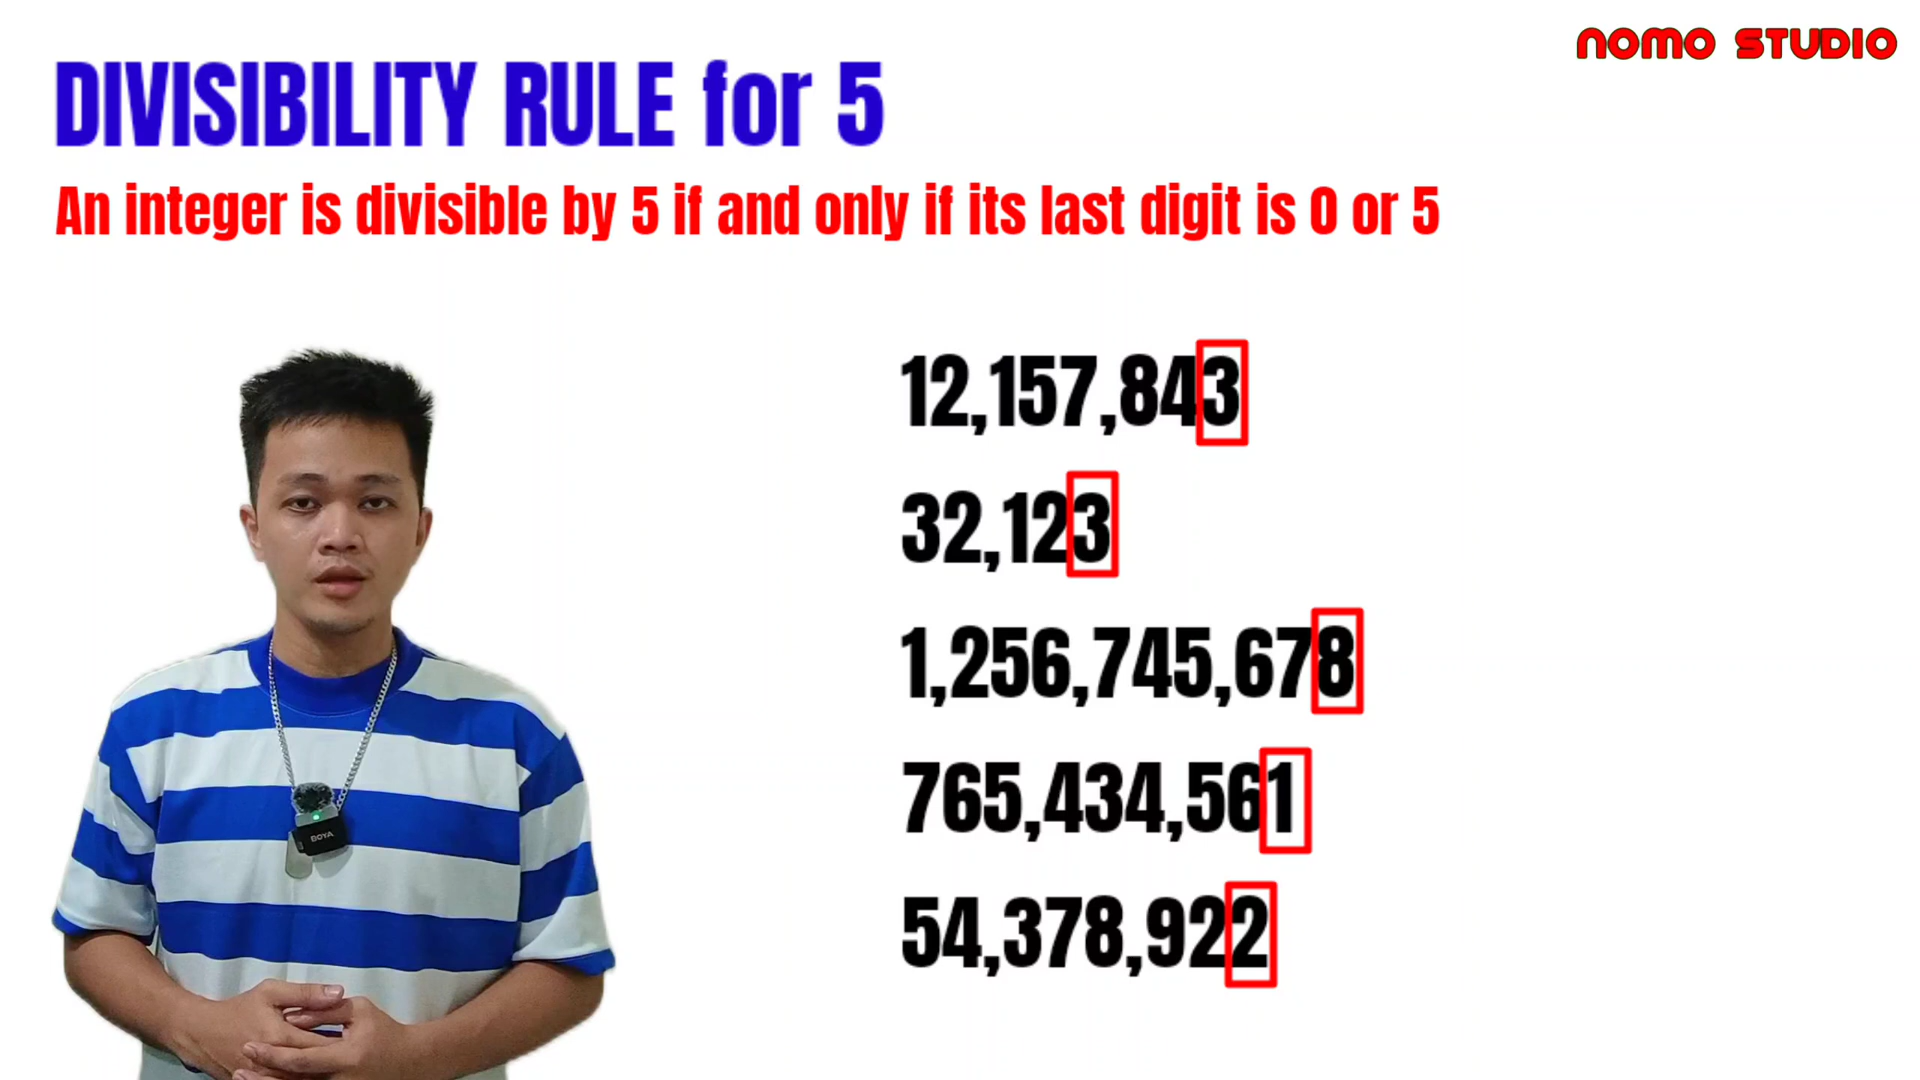 NOMO STUDIO
DIVISIBILITY RULE for 5
An integer is divisible by 5 if and only if its last digit is 0 or 5
12,157,843
32,123
1,256,745,678
765,434,561
54,378,922
BOYA